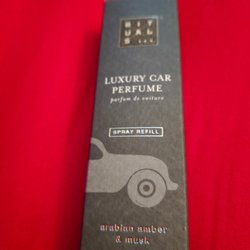 RIT
UAL
S...
LUXURY CAR
PERFUME
parfum de voiture
SPRAY REFILL
arabian amber
& musk